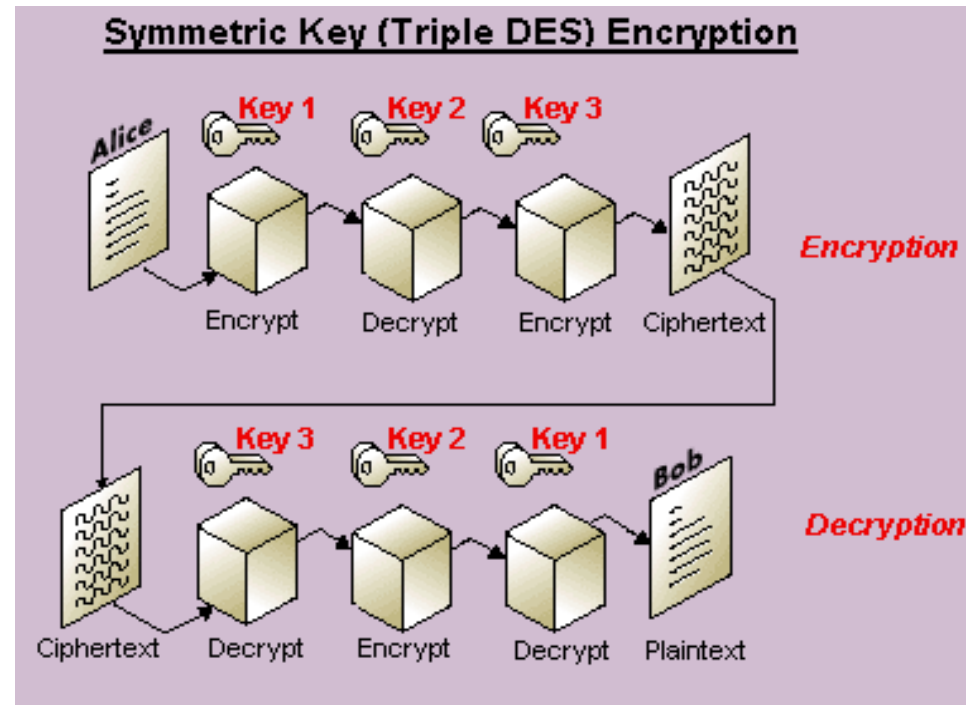 Symmetric Key (Triple DES) Encryption
Key 1 Key 2 Key 3
Alice
Encryption
Encrypt Decrypt Encrypt Ciphertext
Key 3 Key 2 Key 1
Bob
Decryption
Ciphertext Decrypt Encrypt Decrypt Plaintext